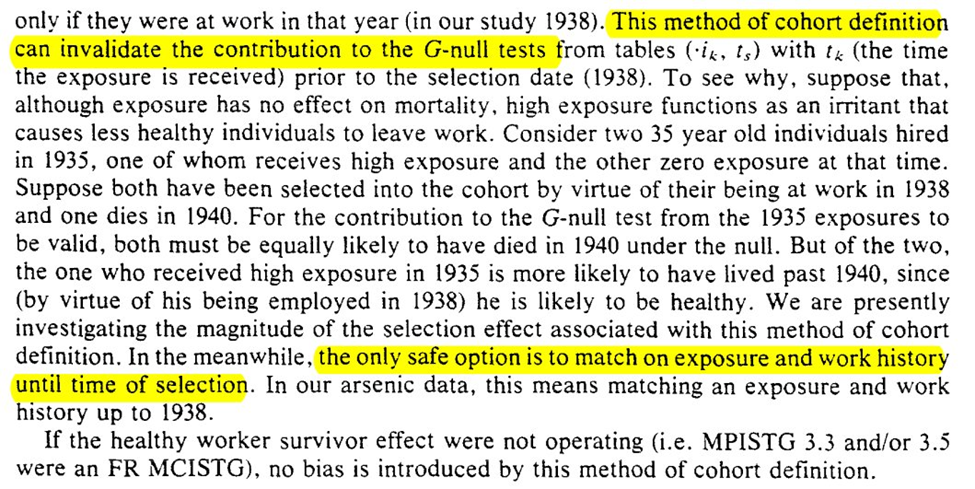 only if they were at work in that year (in our study 1938). This method of cohort definition
can invalidate the contribution to the G-null tests from tables (·iₖ, tₛ) with tₖ (the time
the exposure is received) prior to the selection date (1938). To see why, suppose that,
although exposure has no effect on mortality, high exposure functions as an irritant that
causes less healthy individuals to leave work. Consider two 35 year old individuals hired
in 1935, one of whom receives high exposure and the other zero exposure at that time.
Suppose both have been selected into the cohort by virtue of their being at work in 1938
and one dies in 1940. For the contribution to the G-null test from the 1935 exposures to
be valid, both must be equally likely to have died in 1940 under the null. But of the two,
the one who received high exposure in 1935 is more likely to have lived past 1940, since
(by virtue of his being employed in 1938) he is likely to be healthy. We are presently
investigating the magnitude of the selection effect associated with this method of cohort
definition. In the meanwhile, the only safe option is to match on exposure and work history
until time of selection. In our arsenic data, this means matching an exposure and work
history up to 1938.
If the healthy worker survivor effect were not operating (i.e. MPISTG 3.3 and/or 3.5
were an FR MCISTG), no bias is introduced by this method of cohort definition.